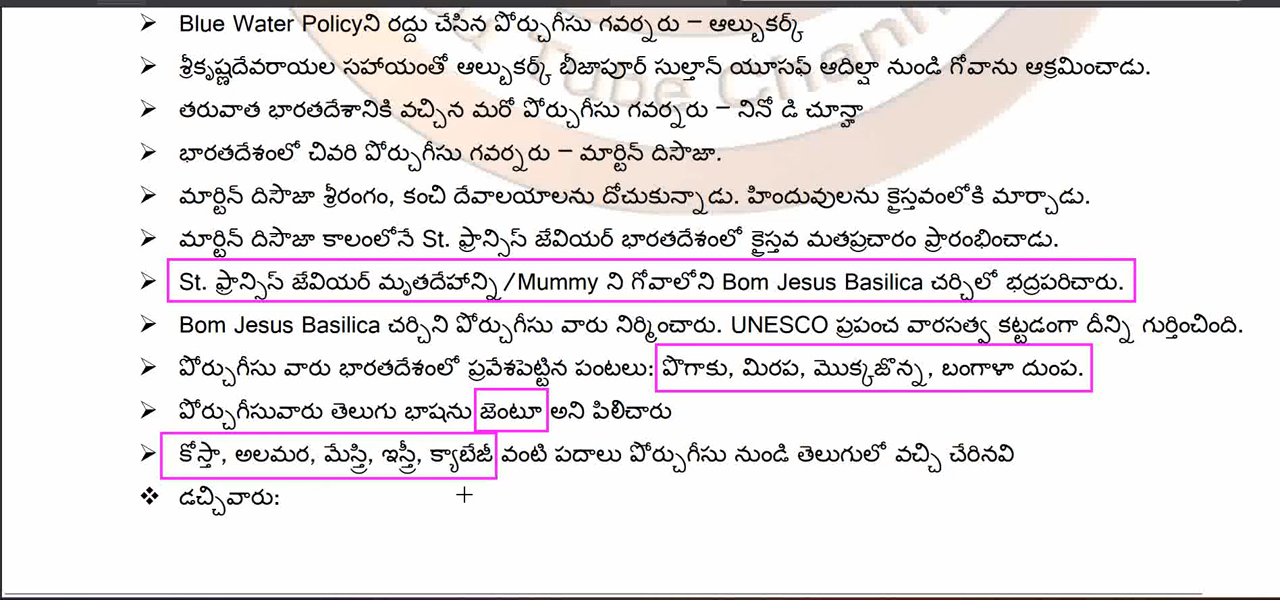 ➢ Blue Water Policyని రద్దు చేసిన పోర్చుగీసు గవర్నరు – ఆల్బుకర్క్
➢ శ్రీకృష్ణదేవరాయల సహాయంతో ఆల్బుకర్క్ బీజాపూర్ సుల్తాన్ యూసఫ్ ఆదిల్షా నుండి గోవాను ఆక్రమించాడు.
➢ తరువాత భారతదేశానికి వచ్చిన మరో పోర్చుగీసు గవర్నరు – నినో డి చూన్హా
➢ భారతదేశంలో చివరి పోర్చుగీసు గవర్నరు – మార్టిన్ దిసౌజా.
➢ మార్టిన్ దిసౌజా శ్రీరంగం, కంచి దేవాలయాలను దోచుకున్నాడు. హిందువులను క్రైస్తవంలోకి మార్చాడు.
➢ మార్టిన్ దిసౌజా కాలంలోనే St. ఫ్రాన్సిస్ జేవియర్ భారతదేశంలో క్రైస్తవ మతప్రచారం ప్రారంభించాడు.
➢ St. ఫ్రాన్సిస్ జేవియర్ మృతదేహాన్ని /Mummy ని గోవాలోని Bom Jesus Basilica చర్చిలో భద్రపరిచారు.
➢ Bom Jesus Basilica చర్చిని పోర్చుగీసు వారు నిర్మించారు. UNESCO ప్రపంచ వారసత్వ కట్టడంగా దీన్ని గుర్తించింది.
➢ పోర్చుగీసు వారు భారతదేశంలో ప్రవేశపెట్టిన పంటలు: పొగాకు, మిరప, మొక్కజొన్న, బంగాళా దుంప.
➢ పోర్చుగీసువారు తెలుగు భాషను జెంటూ అని పిలిచారు
➢ కోస్తా, అలమర, మేస్త్రి, ఇస్త్రీ, క్యాబేజీ వంటి పదాలు పోర్చుగీసు నుండి తెలుగులో వచ్చి చేరినవి
❖ డచ్చివారు: